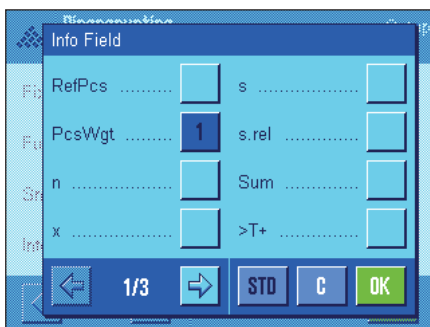 Info Field
RefPcs .......... s ..................
PcsWgt ......... 1 s.rel ..............
n .................... Sum .............
x .................... >T+ ..............
1/3 STD C OK